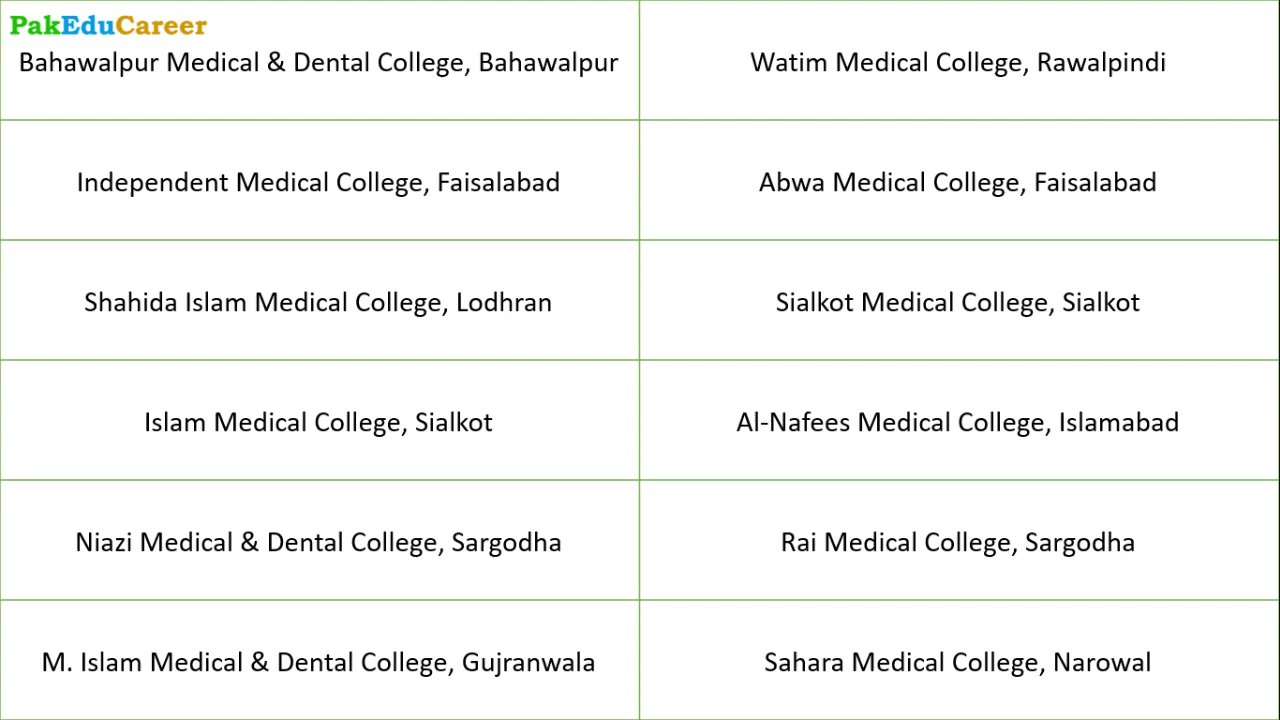 PakEduCareer
Bahawalpur Medical & Dental College, Bahawalpur
Watim Medical College, Rawalpindi
Independent Medical College, Faisalabad
Abwa Medical College, Faisalabad
Shahida Islam Medical College, Lodhran
Sialkot Medical College, Sialkot
Islam Medical College, Sialkot
Al-Nafees Medical College, Islamabad
Niazi Medical & Dental College, Sargodha
Rai Medical College, Sargodha
M. Islam Medical & Dental College, Gujranwala
Sahara Medical College, Narowal